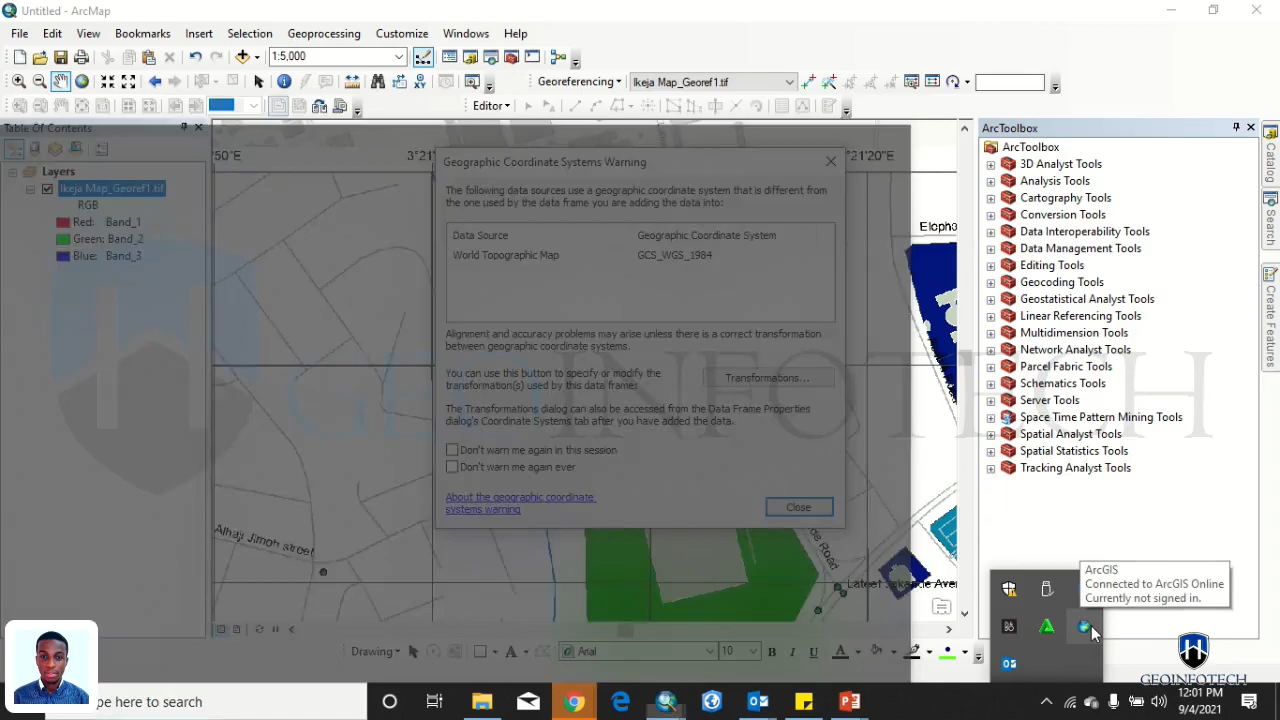 Untitled - ArcMap
File Edit View Bookmarks Insert Selection Geoprocessing Customize Windows Help
1:5,000
Georeferencing Ikeja Map_Georef1.tif
Editor
Table Of Contents
Layers
Ikeja Map_Georef1.tif
RGB
Red: Band_1
Green: Band_2
Blue: Band_3
'50"E
3°21
°21'20"E
Geographic Coordinate Systems Warning
The following data sources use a geographic coordinate system that is different from
the one used by the data frame you are adding the data into:
Data Source Geographic Coordinate System
World Topographic Map GCS_WGS_1984
Alignment and accuracy problems may arise unless there is a correct transformation
between geographic coordinate systems.
You can use this button to specify or modify the
transformation(s) used by this data frame:
Transformations...
The Transformations dialog can also be accessed from the Data Frame Properties
dialog's Coordinate Systems tab after you have added the data.
Don't warn me again in this session
Don't warn me again ever
About the geographic coordinate
systems warning
Close
Alhaji Jimoh street
de Road
Lateef Jakande Aven
Eleph
ArcToolbox
ArcToolbox
3D Analyst Tools
Analysis Tools
Cartography Tools
Conversion Tools
Data Interoperability Tools
Data Management Tools
Editing Tools
Geocoding Tools
Geostatistical Analyst Tools
Linear Referencing Tools
Multidimension Tools
Network Analyst Tools
Parcel Fabric Tools
Schematics Tools
Server Tools
Space Time Pattern Mining Tools
Spatial Analyst Tools
Spatial Statistics Tools
Tracking Analyst Tools
Catalog
Search
Create Features
GEOINFOTECH
ArcGIS
Connected to ArcGIS Online
Currently not signed in.
Drawing Arial 10 B I U A
GEOINFOTECH
pe here to search
12:01 PM
9/4/2021